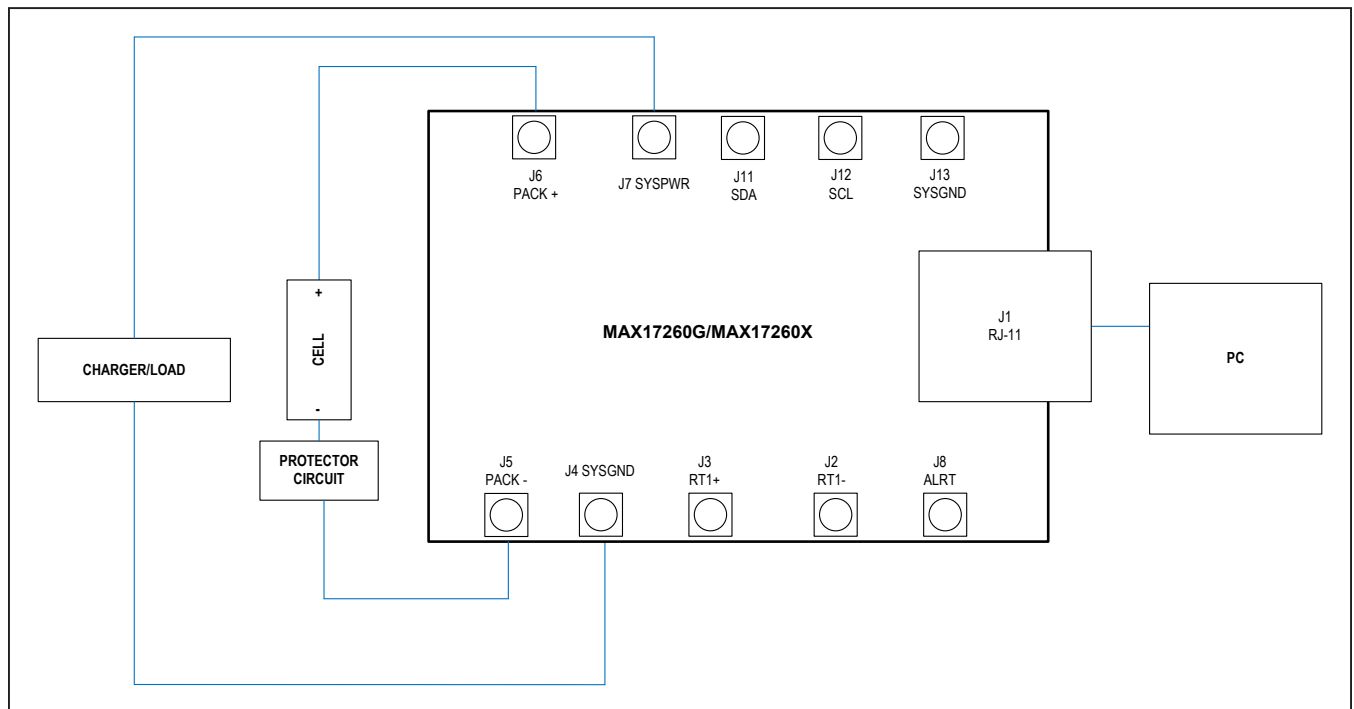 J6
PACK +
J7 SYSPWR
J11
SDA
J12
SCL
J13
SYSGND
+
CELL
-
CHARGER/LOAD
PROTECTOR
CIRCUIT
MAX17260G/MAX17260X
J1
RJ-11
PC
J5
PACK -
J4 SYSGND
J3
RT1+
J2
RT1-
J8
ALRT